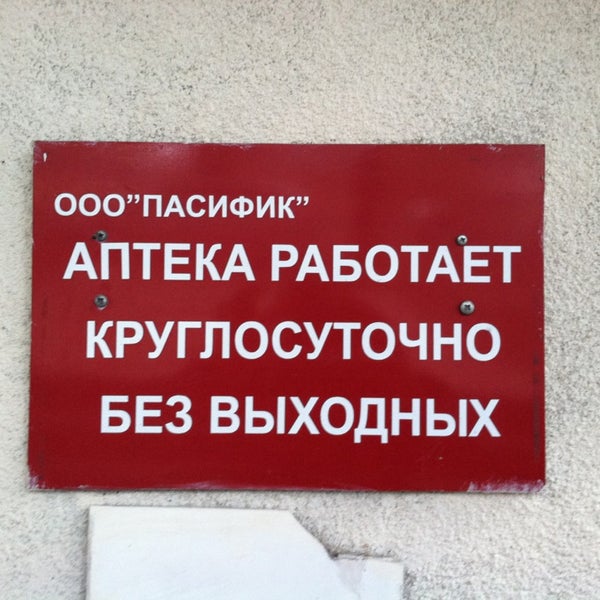 ООО"ПАСИФИК"
АПТЕКА РАБОТАЕТ
КРУГЛОСУТОЧНО
БЕЗ ВЫХОДНЫХ